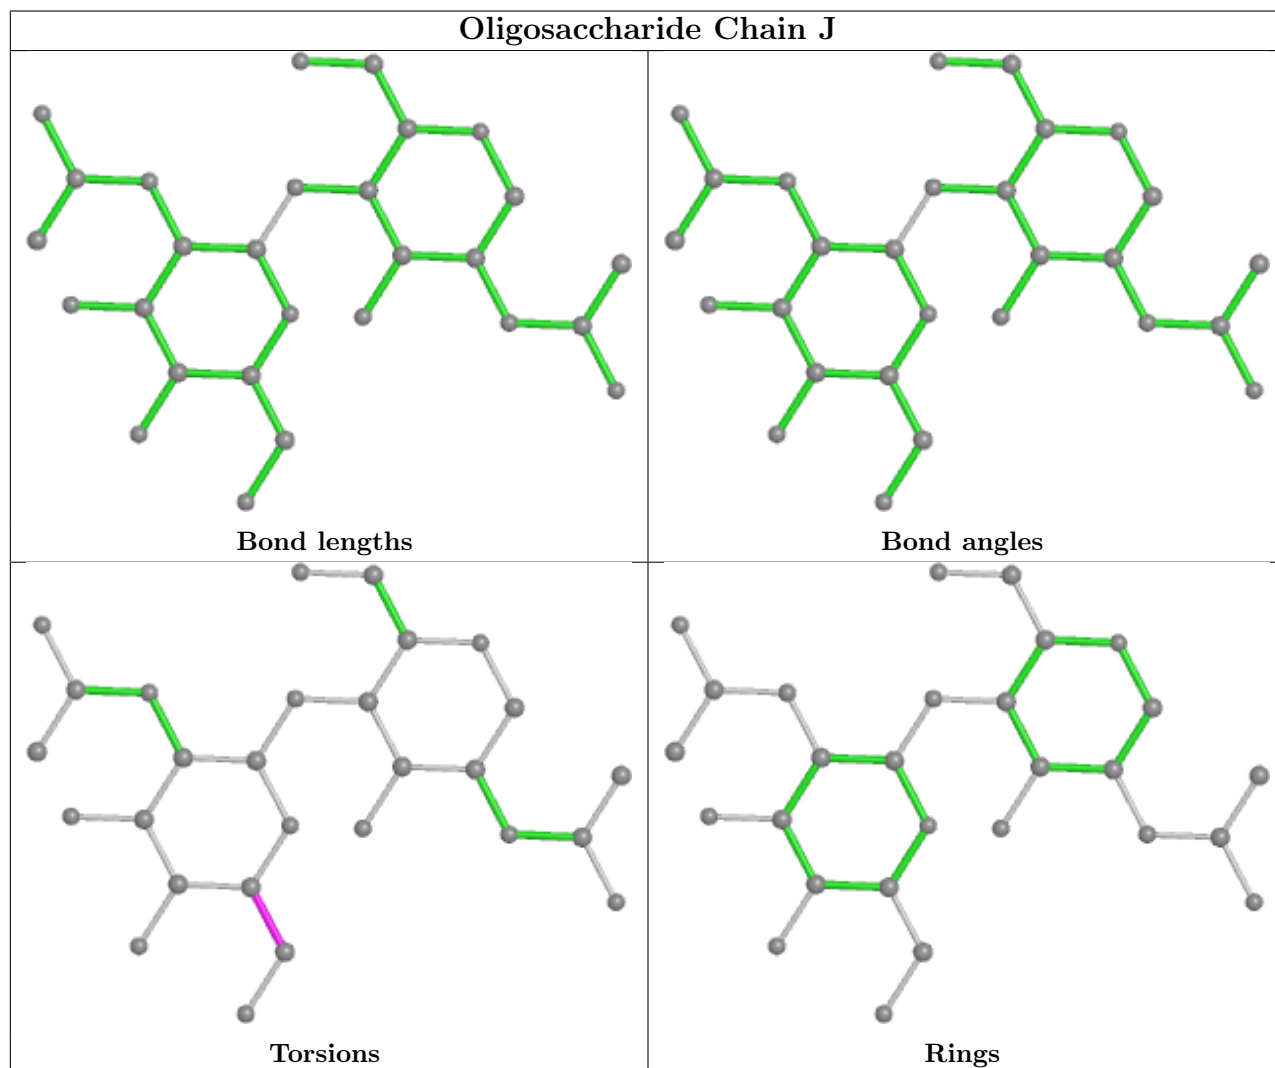 Oligosaccharide Chain J
Bond lengths
Bond angles
Torsions
Rings